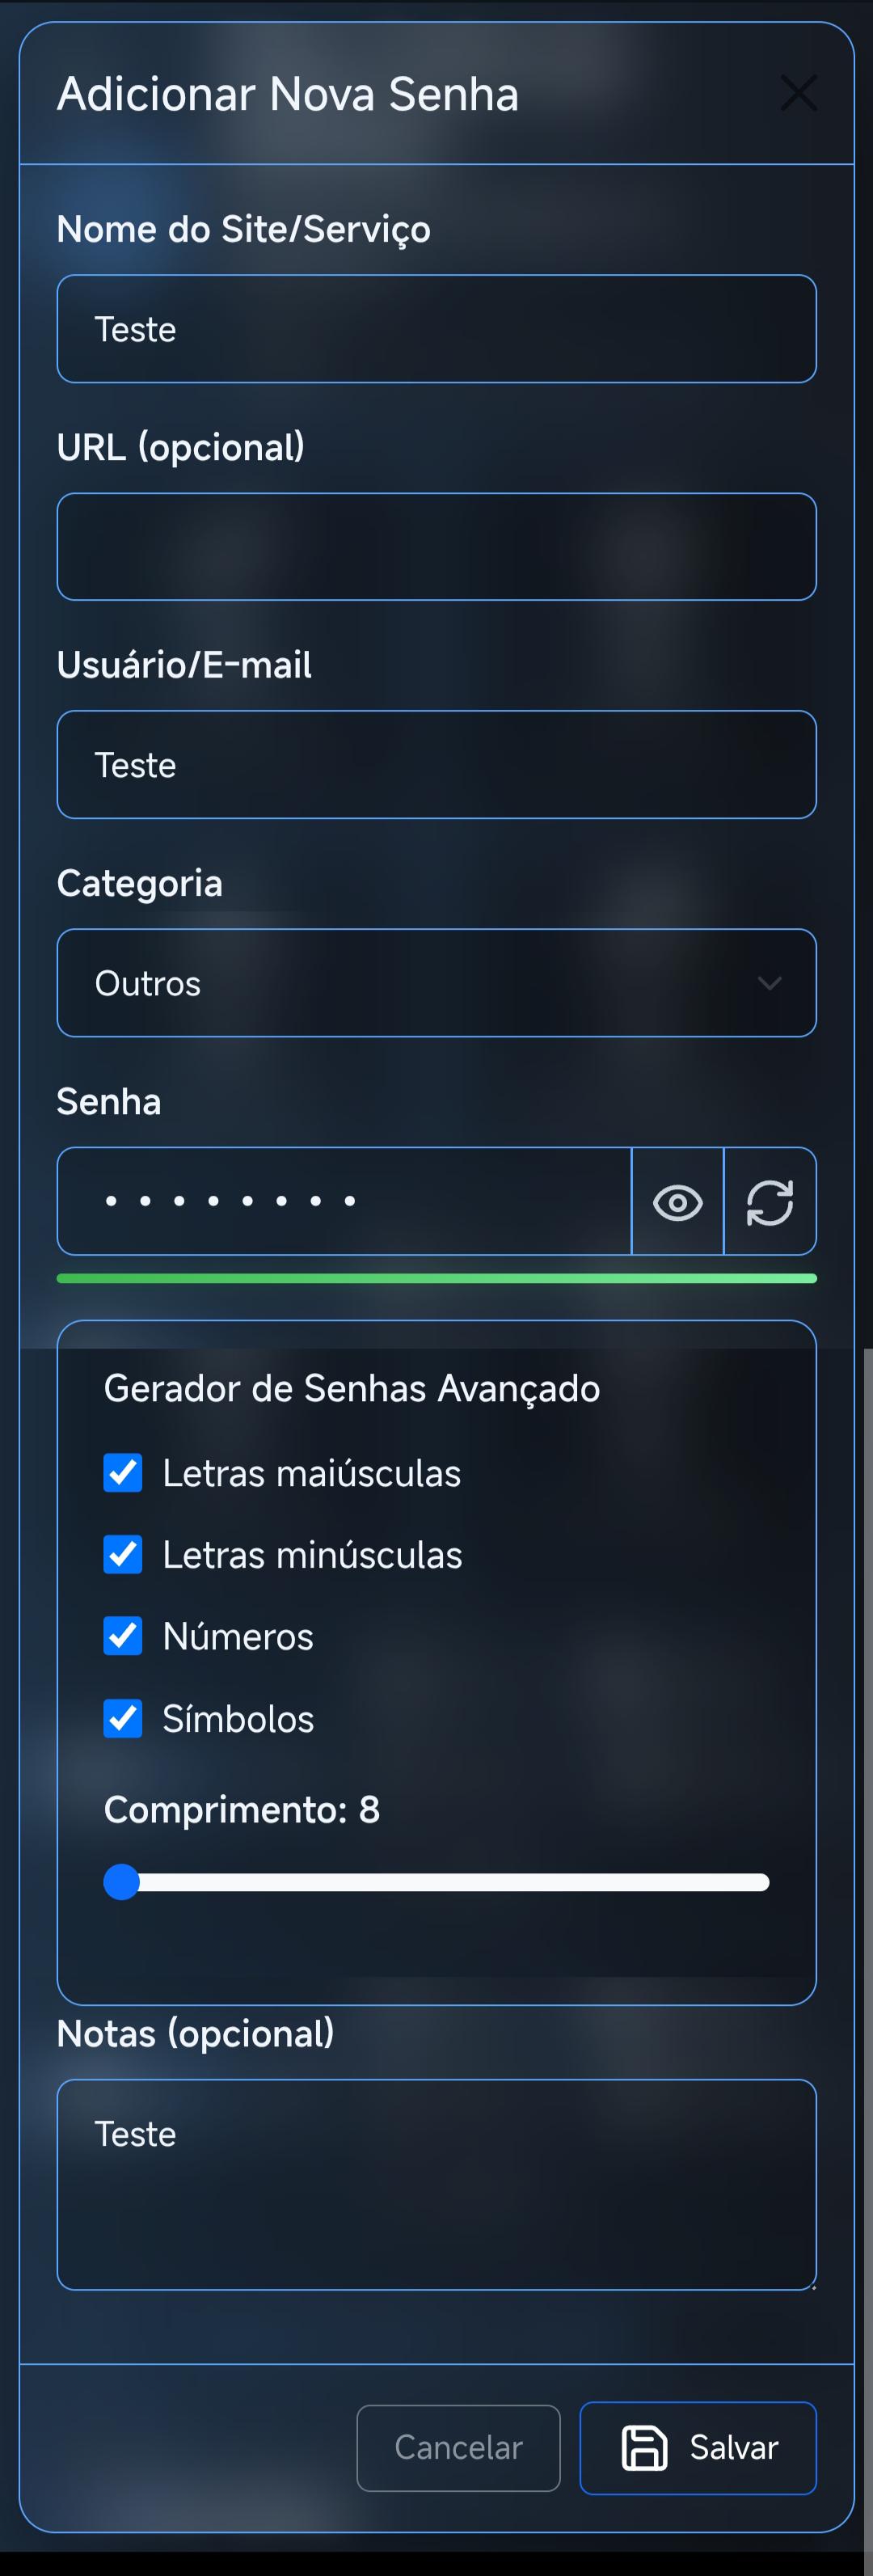 Adicionar Nova Senha
Nome do Site/Serviço
Teste
URL (opcional)
Usuário/E-mail
Teste
Categoria
Outros
Senha
Gerador de Senhas Avançado
Letras maiúsculas
Letras minúsculas
Números
Símbolos
Comprimento: 8
Notas (opcional)
Teste
Cancelar
Salvar